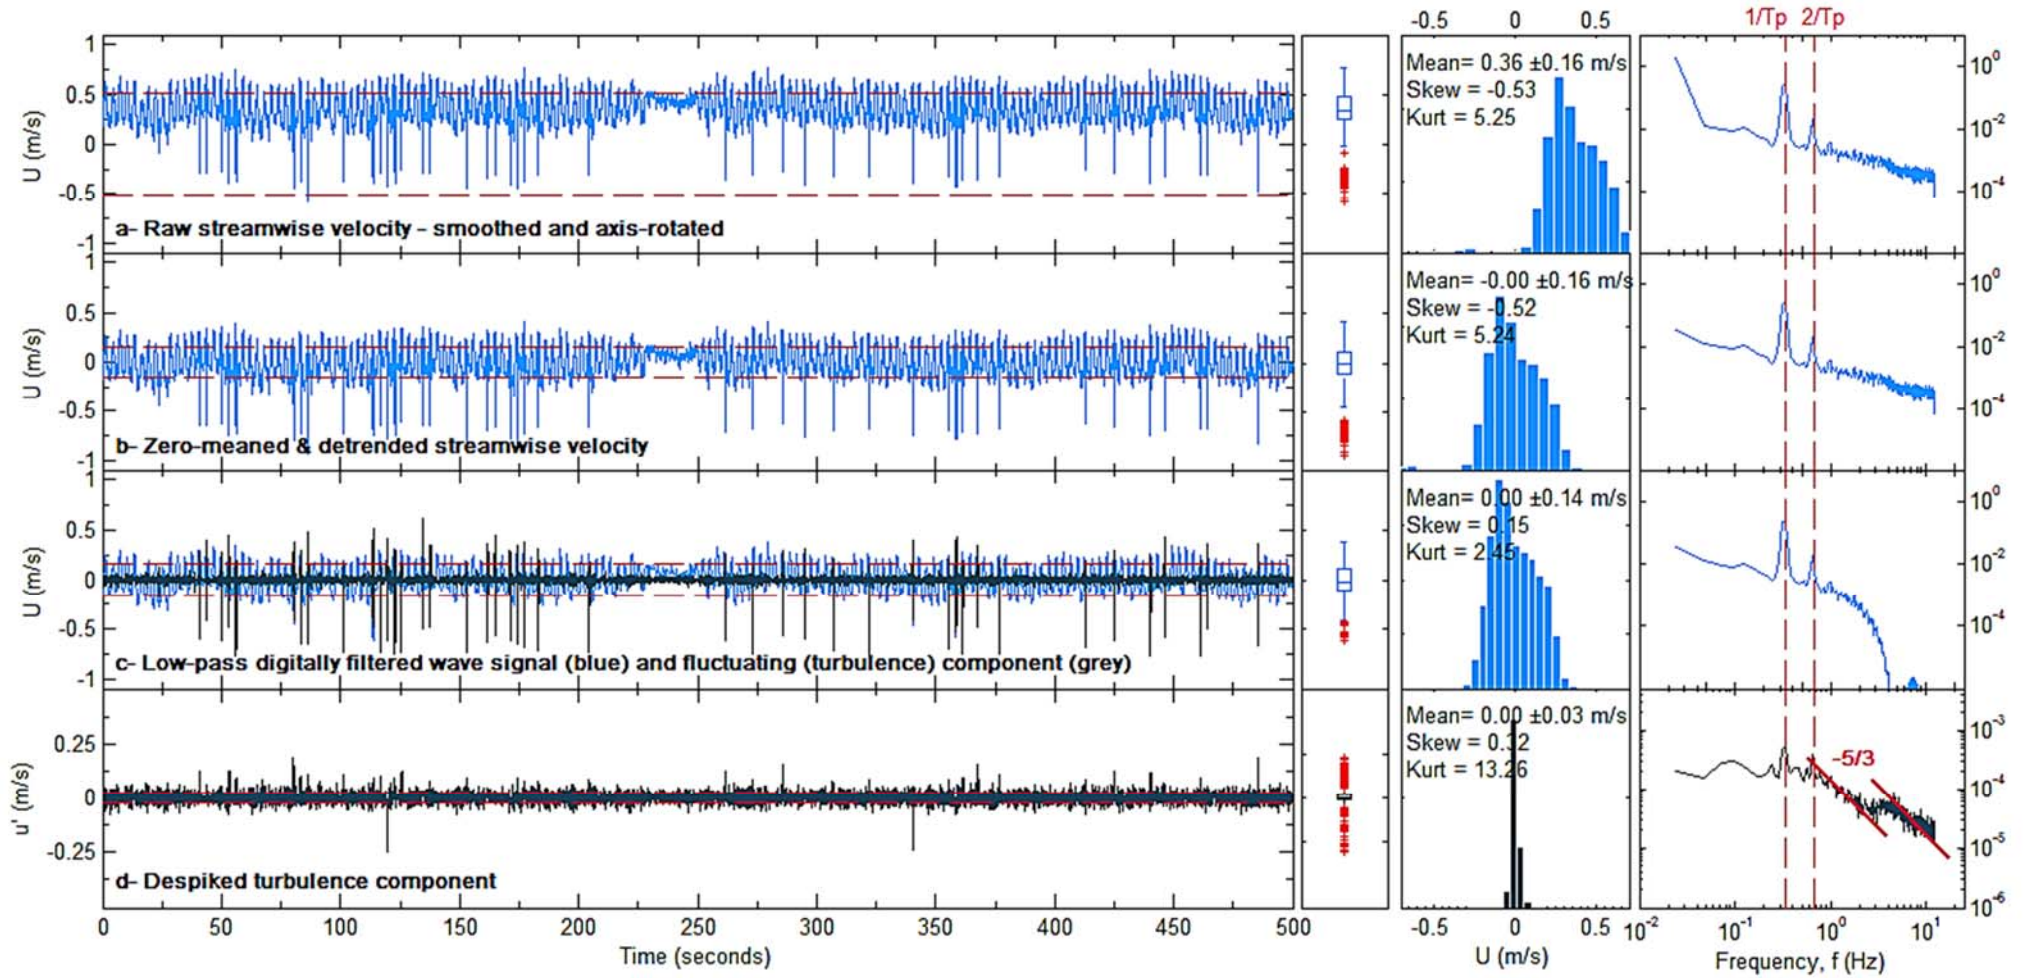 -0.5 0 0.5 1/Tp 2/Tp
1
0.5
0
-0.5
-1
U (m/s)
a- Raw streamwise velocity - smoothed and axis-rotated
Mean= 0.36 ±0.16 m/s
Skew = -0.53
Kurt = 5.25
10^0
10^-2
10^-4
1
0.5
0
-0.5
-1
U (m/s)
b- Zero-meaned & detrended streamwise velocity
Mean= -0.00 ±0.16 m/s
Skew = -0.52
Kurt = 5.24
10^0
10^-2
10^-4
1
0.5
0
-0.5
-1
U (m/s)
c- Low-pass digitally filtered wave signal (blue) and fluctuating (turbulence) component (grey)
Mean= 0.00 ±0.14 m/s
Skew = 0.15
Kurt = 2.45
10^0
10^-2
10^-4
0.25
0
-0.25
u' (m/s)
d- Despiked turbulence component
Mean= 0.00 ±0.03 m/s
Skew = 0.32
Kurt = 13.26
-5/3
10^-3
10^-4
10^-5
10^-6
0 50 100 150 200 250 300 350 400 450 500
Time (seconds)
-0.5 0 0.5
U (m/s)
10^-2 10^-1 10^0 10^1
Frequency, f (Hz)